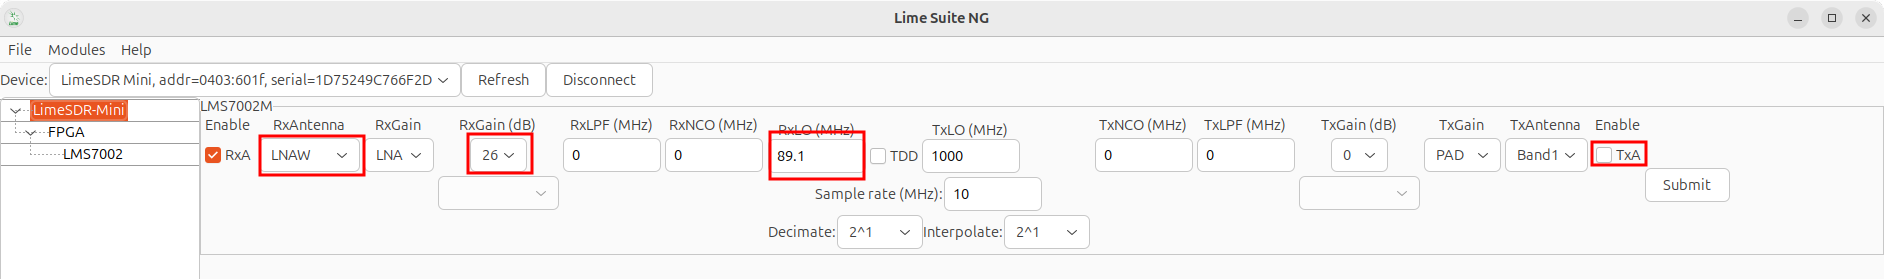 Lime Suite NG
File Modules Help
Device: LimeSDR Mini, addr=0403:601f, serial=1D75249C766F2D Refresh Disconnect
LimeSDR-Mini
FPGA
LMS7002
LMS7002M
Enable RxAntenna RxGain RxGain (dB) RxLPF (MHz) RxNCO (MHz) RxLO (MHz) TxLO (MHz) TxNCO (MHz) TxLPF (MHz) TxGain (dB) TxGain TxAntenna Enable
RxA LNAW LNA 26 0 0 89.1 TDD 1000 0 0 0 PAD Band1 TxA
Sample rate (MHz): 10
Submit
Decimate: 2^1 Interpolate: 2^1